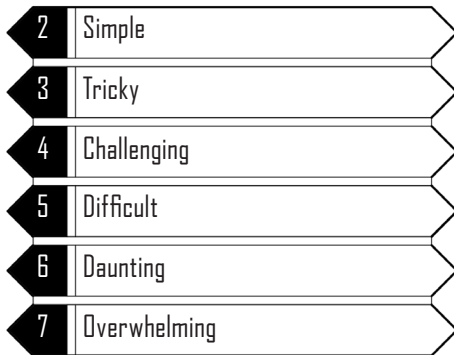 2 Simple
3 Tricky
4 Challenging
5 Difficult
6 Daunting
7 Overwhelming